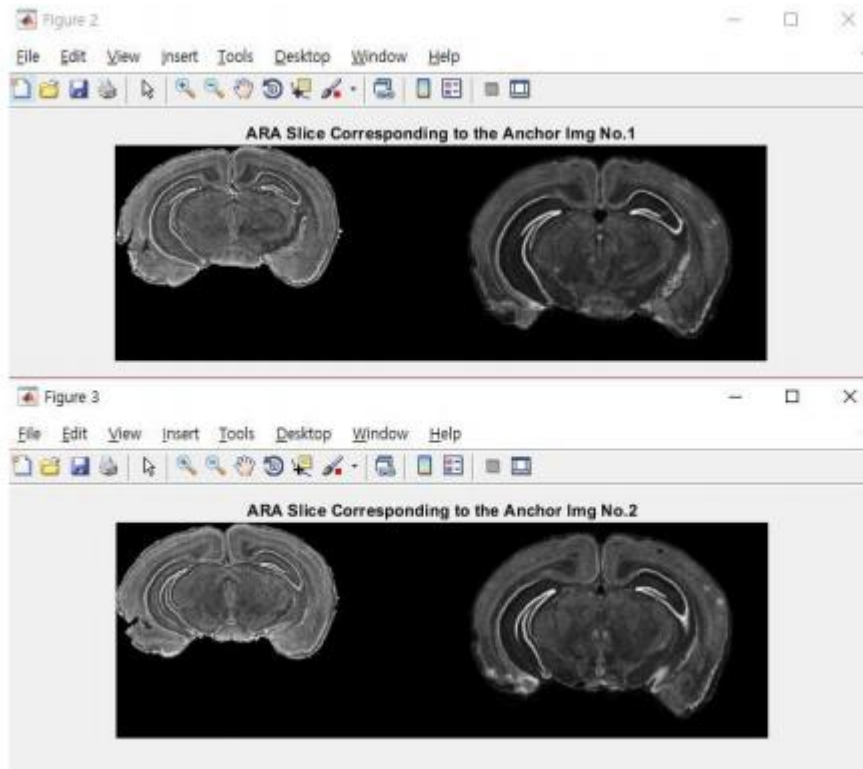 Figure 2
File Edit View Insert Tools Desktop Window Help
ARA Slice Corresponding to the Anchor Img No.1
Figure 3
File Edit View Insert Tools Desktop Window Help
ARA Slice Corresponding to the Anchor Img No.2